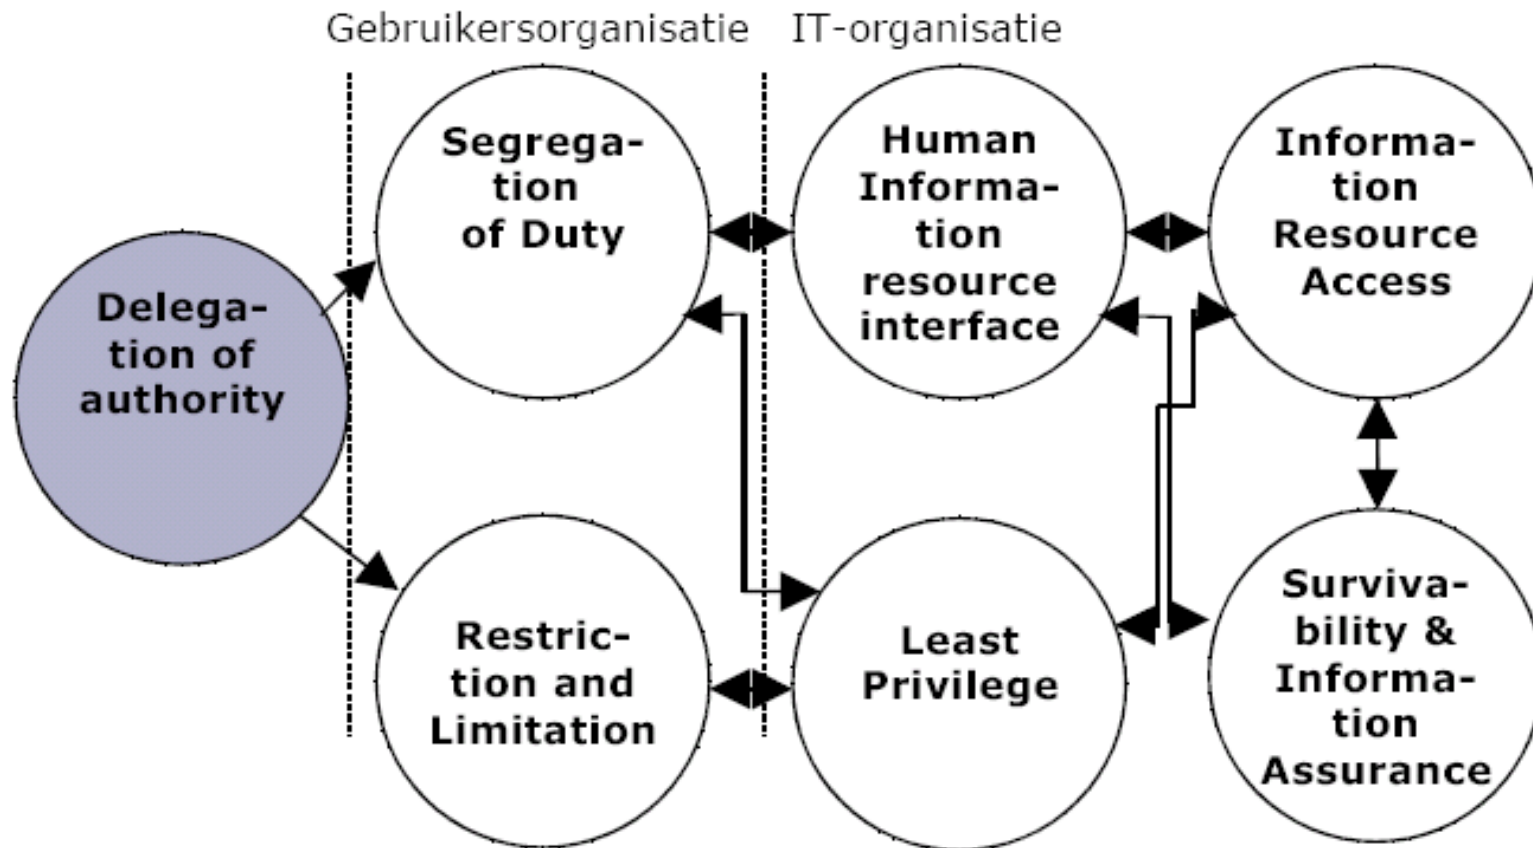 Gebruikersorganisatie
IT-organisatie
Delega-
tion of
authority
Segrega-
tion
of Duty
Human
Informa-
tion
resource
interface
Informa-
tion
Resource
Access
Restric-
tion and
Limitation
Least
Privilege
Surviva-
bility &
Informa-
tion
Assurance